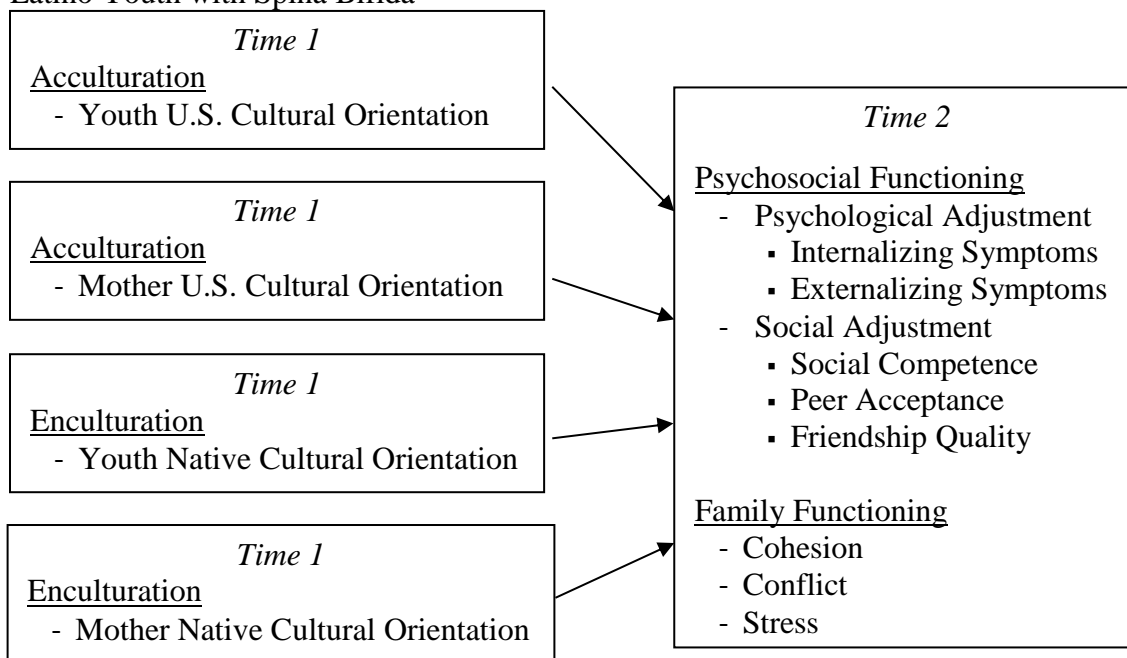 Latino Youth with Spina Bifida
Time 1
Acculturation
- Youth U.S. Cultural Orientation
Time 1
Acculturation
- Mother U.S. Cultural Orientation
Time 1
Enculturation
- Youth Native Cultural Orientation
Time 1
Enculturation
- Mother Native Cultural Orientation
Time 2
Psychosocial Functioning
- Psychological Adjustment
▪ Internalizing Symptoms
▪ Externalizing Symptoms
- Social Adjustment
▪ Social Competence
▪ Peer Acceptance
▪ Friendship Quality
Family Functioning
- Cohesion
- Conflict
- Stress